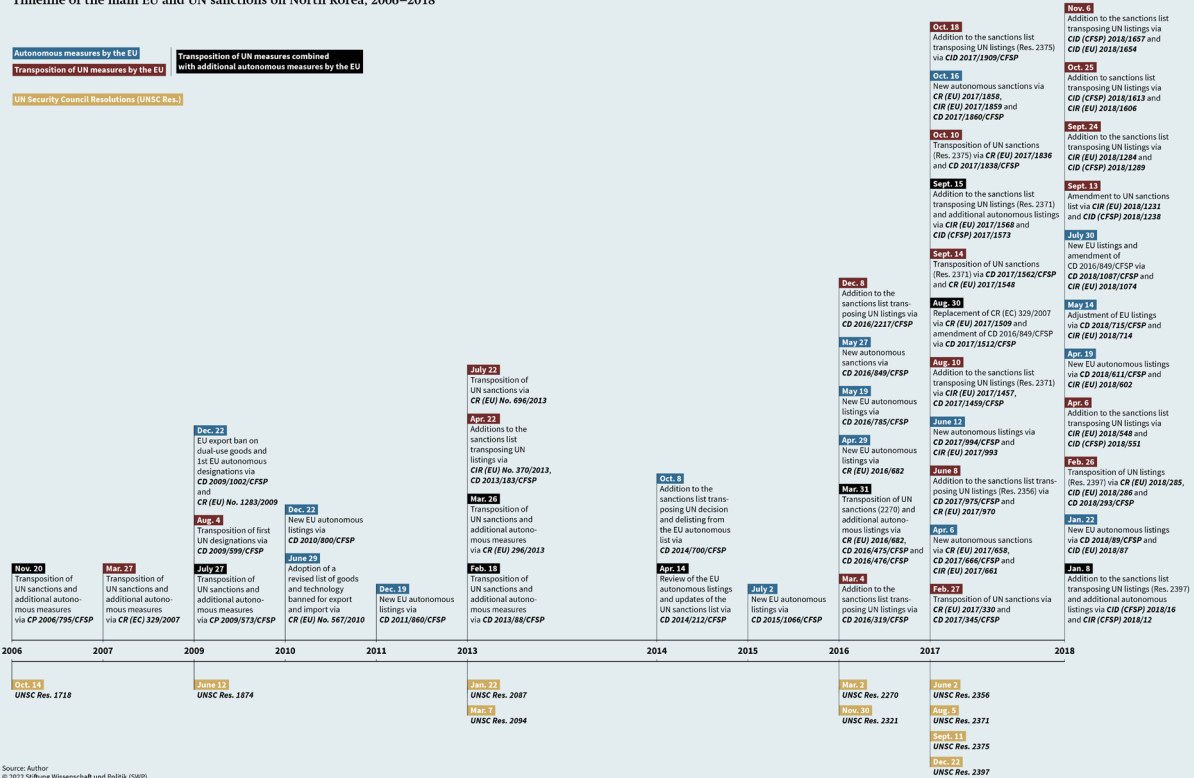 Timeline of the main EU and UN sanctions on North Korea, 2006–2018
Autonomous measures by the EU
Transposition of UN measures by the EU
Transposition of UN measures combined
with additional autonomous measures by the EU
UN Security Council Resolutions (UNSC Res.)
Nov. 20
Transposition of
UN sanctions and
additional autono-
mous measures
via CP 2006/795/CFSP
Mar. 27
Transposition of
UN sanctions and
additional autono-
mous measures
via CR (EC) 329/2007
Dec. 22
EU export ban on
dual-use goods and
1st EU autonomous
designations via
CD 2009/1002/CFSP
and
CR (EU) No. 1283/2009
Aug. 4
Transposition of first
UN designations via
CD 2009/599/CFSP
July 27
Transposition of
UN sanctions and
additional autono-
mous measures
via CP 2009/573/CFSP
Dec. 22
New EU autonomous
listings via
CD 2010/800/CFSP
June 29
Adoption of a
revised list of goods
and technology
banned for export
and import via
CR (EU) No. 567/2010
Dec. 19
New EU autonomous
listings via
CD 2011/860/CFSP
July 22
Transposition of
UN sanctions via
CR (EU) No. 696/2013
Apr. 22
Additions to the
sanctions list
transposing UN
listings via
CIR (EU) No. 370/2013,
CD 2013/183/CFSP
Mar. 26
Transposition of
UN sanctions and
additional autono-
mous measures
via CR (EU) 296/2013
Feb. 18
Transposition of
UN sanctions and
additional autono-
mous measures
via CD 2013/88/CFSP
Oct. 8
Addition to the
sanctions list trans-
posing UN decision
and delisting from
the EU autonomous
list via
CD 2014/700/CFSP
Apr. 14
Review of the EU
autonomous listings
and updates of the
UN sanctions list via
CD 2014/212/CFSP
July 2
New EU autonomous
listings via
CD 2015/1066/CFSP
Dec. 8
Addition to the
sanctions list trans-
posing UN listings via
CD 2016/2217/CFSP
May 27
New autonomous
sanctions via
CD 2016/849/CFSP
May 19
New EU autonomous
listings via
CD 2016/785/CFSP
Apr. 29
New EU autonomous
listings via
CR (EU) 2016/682
Mar. 31
Transposition of UN
sanctions (2270) and
additional autono-
mous listings via
CR (EU) 2016/682,
CD 2016/475/CFSP and
CD 2016/476/CFSP
Mar. 4
Addition to the
sanctions list trans-
posing UN listings via
CD 2016/319/CFSP
Oct. 18
Addition to the sanctions list
transposing UN listings (Res. 2375)
via CID 2017/1909/CFSP
Oct. 16
New autonomous sanctions via
CR (EU) 2017/1858,
CIR (EU) 2017/1859 and
CD 2017/1860/CFSP
Oct. 10
Transposition of UN sanctions
(Res. 2375) via CR (EU) 2017/1836
and CD 2017/1838/CFSP
Sept. 15
Addition to the sanctions list
transposing UN listings (Res. 2371)
and additional autonomous listings
via CIR (EU) 2017/1568 and
CID (CFSP) 2017/1573
Sept. 14
Transposition of UN sanctions
(Res. 2371) via CD 2017/1562/CFSP
and CR (EU) 2017/1548
Aug. 30
Replacement of CR (EC) 329/2007
via CR (EU) 2017/1509 and
amendment of CD 2016/849/CFSP
via CD 2017/1512/CFSP
Aug. 10
Addition to the sanctions list
transposing UN listings (Res. 2371)
via CIR (EU) 2017/1457,
CD 2017/1459/CFSP
June 12
New autonomous listings via
CD 2017/994/CFSP and
CIR (EU) 2017/993
June 8
Addition to the sanctions list trans-
posing UN listings (Res. 2356) via
CD 2017/975/CFSP and
CR (EU) 2017/970
Apr. 6
New autonomous sanctions
via CR (EU) 2017/658,
CD 2017/666/CFSP and
CIR (EU) 2017/661
Feb. 27
Transposition of UN sanctions via
CR (EU) 2017/330 and
CD 2017/345/CFSP
Nov. 6
Addition to the sanctions list
transposing UN listings via
CID (CFSP) 2018/1657 and
CID (EU) 2018/1654
Oct. 25
Addition to the sanctions list
transposing UN listings via
CID (CFSP) 2018/1613 and
CIR (EU) 2018/1606
Sept. 24
Addition to the sanctions list
transposing UN listings via
CIR (EU) 2018/1284 and
CID (CFSP) 2018/1289
Sept. 13
Amendment to UN sanctions
list via CIR (EU) 2018/1231
and CID (CFSP) 2018/1238
July 30
New EU listings and
amendment of
CD 2016/849/CFSP via
CD 2018/1087/CFSP and
CIR (EU) 2018/1074
May 14
Adjustment of EU listings
via CD 2018/715/CFSP and
CIR (EU) 2018/714
Apr. 19
New EU autonomous listings
via CD 2018/611/CFSP and
CIR (EU) 2018/602
Apr. 6
Addition to the sanctions list
transposing UN listings via
CIR (EU) 2018/548 and
CID (CFSP) 2018/551
Feb. 26
Transposition of UN listings
(Res. 2397) via CR (EU) 2018/285,
CID (EU) 2018/286 and
CD 2018/293/CFSP
Jan. 22
New EU autonomous listings
via CD 2018/89/CFSP and
CID (EU) 2018/87
Jan. 8
Addition to the sanctions list
transposing UN listings (Res. 2397)
and additional autonomous
listings via CID (CFSP) 2018/16
and CIR (CFSP) 2018/12
2006 2007 2009 2010 2011 2013 2014 2015 2016 2017 2018
Oct. 14
UNSC Res. 1718
June 12
UNSC Res. 1874
Jan. 22
UNSC Res. 2087
Mar. 7
UNSC Res. 2094
Mar. 2
UNSC Res. 2270
Nov. 30
UNSC Res. 2321
June 2
UNSC Res. 2356
Aug. 5
UNSC Res. 2371
Sept. 11
UNSC Res. 2375
Dec. 22
UNSC Res. 2397
Source: Author
© 2022 Stiftung Wissenschaft und Politik (SWP)